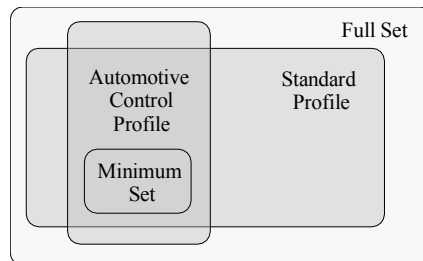 Full Set
Automotive
Control
Profile
Standard
Profile
Minimum
Set